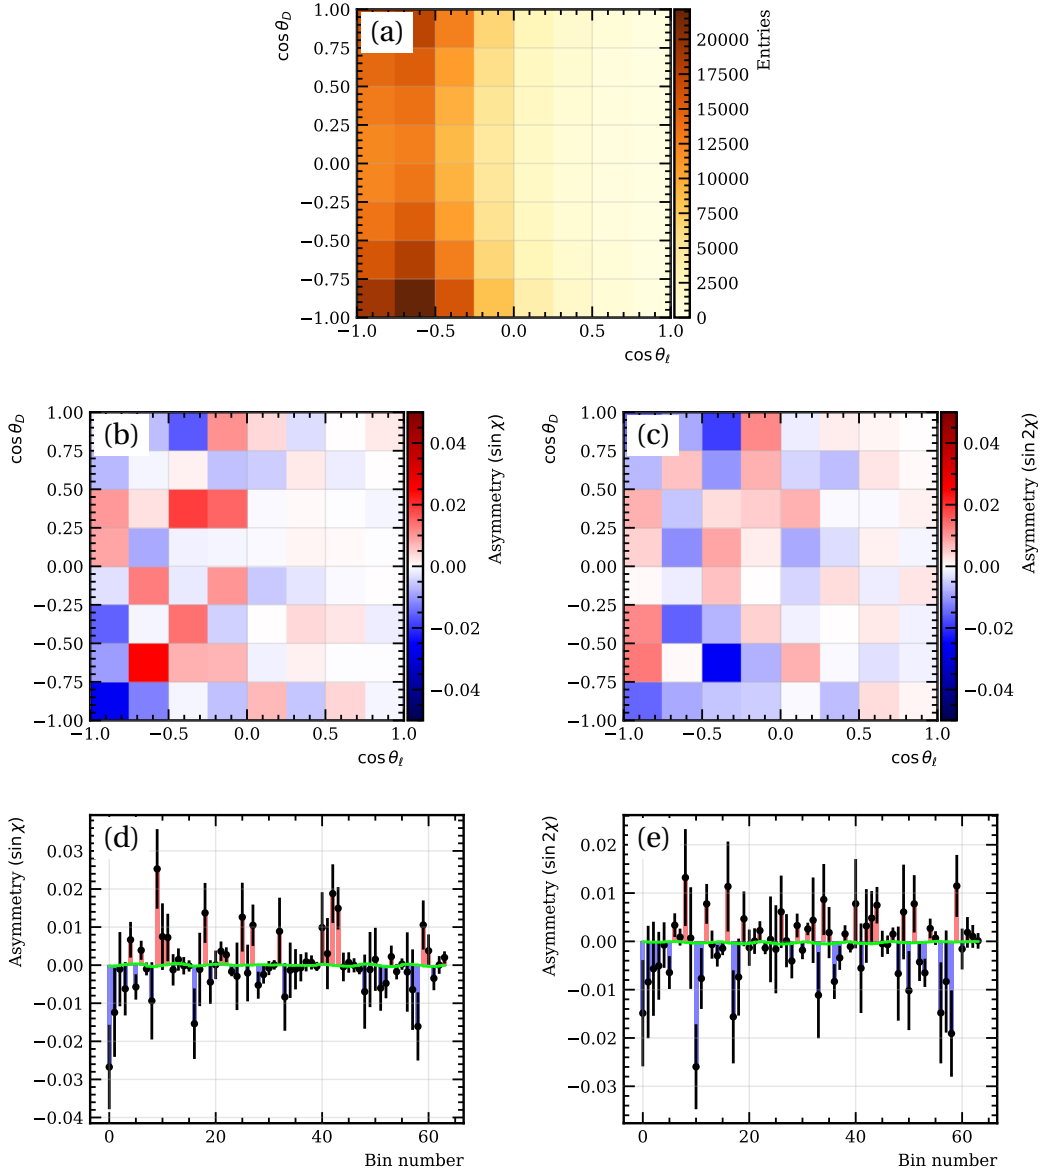 (a)
cos θ_D
1.00
0.75
0.50
0.25
0.00
−0.25
−0.50
−0.75
−1.00
−1.0 −0.5 0.0 0.5 1.0
cos θ_ℓ
Entries
20000
17500
15000
12500
10000
7500
5000
2500
0
(b)
cos θ_D
1.00
0.75
0.50
0.25
0.00
−0.25
−0.50
−0.75
−1.00
−1.0 −0.5 0.0 0.5 1.0
cos θ_ℓ
Asymmetry (sin χ)
0.04
0.02
0.00
−0.02
−0.04
(c)
cos θ_D
1.00
0.75
0.50
0.25
0.00
−0.25
−0.50
−0.75
−1.00
−1.0 −0.5 0.0 0.5 1.0
cos θ_ℓ
Asymmetry (sin 2χ)
0.04
0.02
0.00
−0.02
−0.04
(d)
Asymmetry (sin χ)
0.03
0.02
0.01
0.00
−0.01
−0.02
−0.03
−0.04
0 20 40 60
Bin number
(e)
Asymmetry (sin 2χ)
0.02
0.01
0.00
−0.01
−0.02
−0.03
0 20 40 60
Bin number